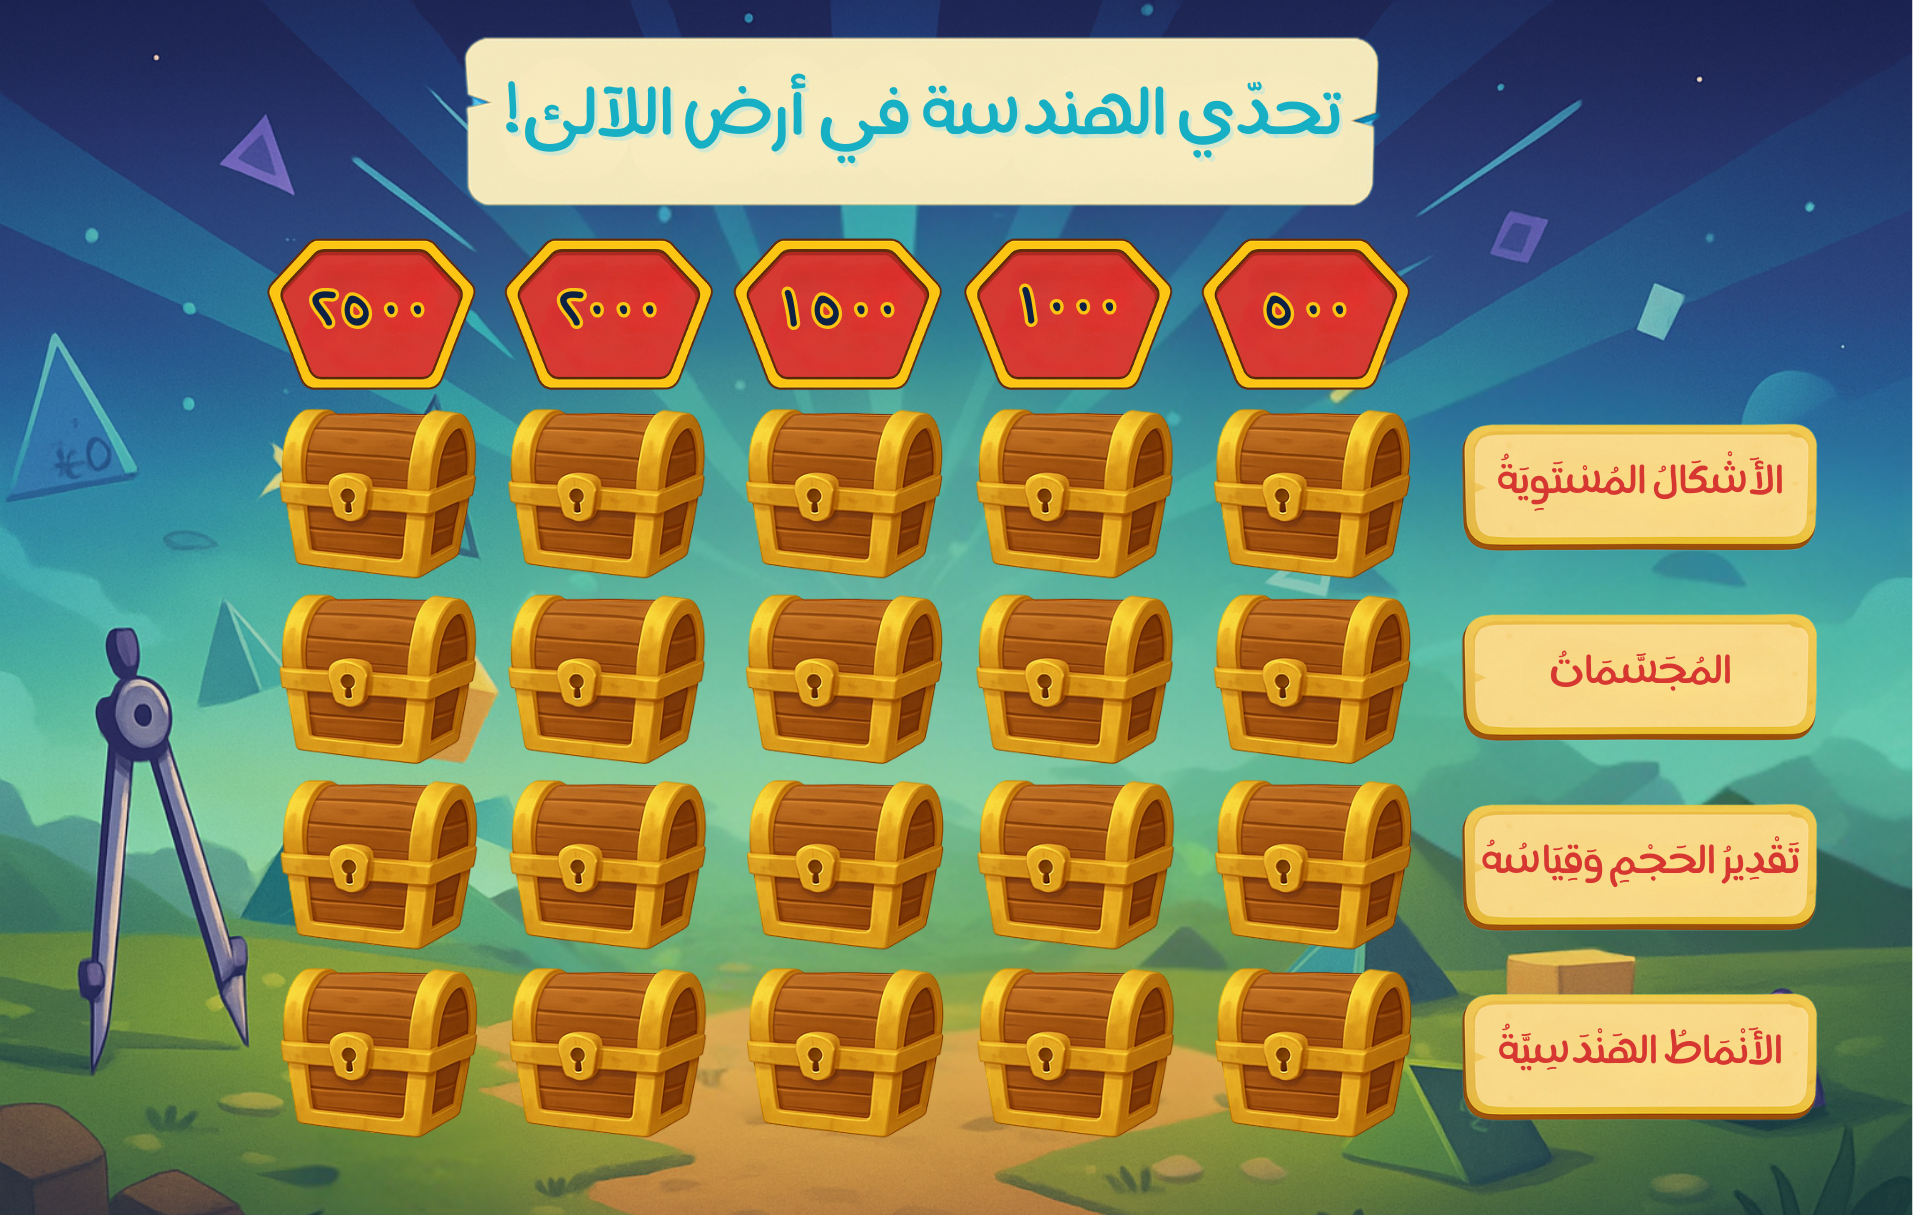 تحدّي الهندسة في أرض اللآلئ!
٥٠٠
١٠٠٠
١٥٠٠
٢٠٠٠
٢٥٠٠
الأَشْكَالُ المُسْتَوِيَةُ
المُجَسَّمَاتُ
تَقْدِيرُ الحَجْمِ وَقِيَاسُهُ
الأَنْمَاطُ الهَنْدَسِيَّةُ